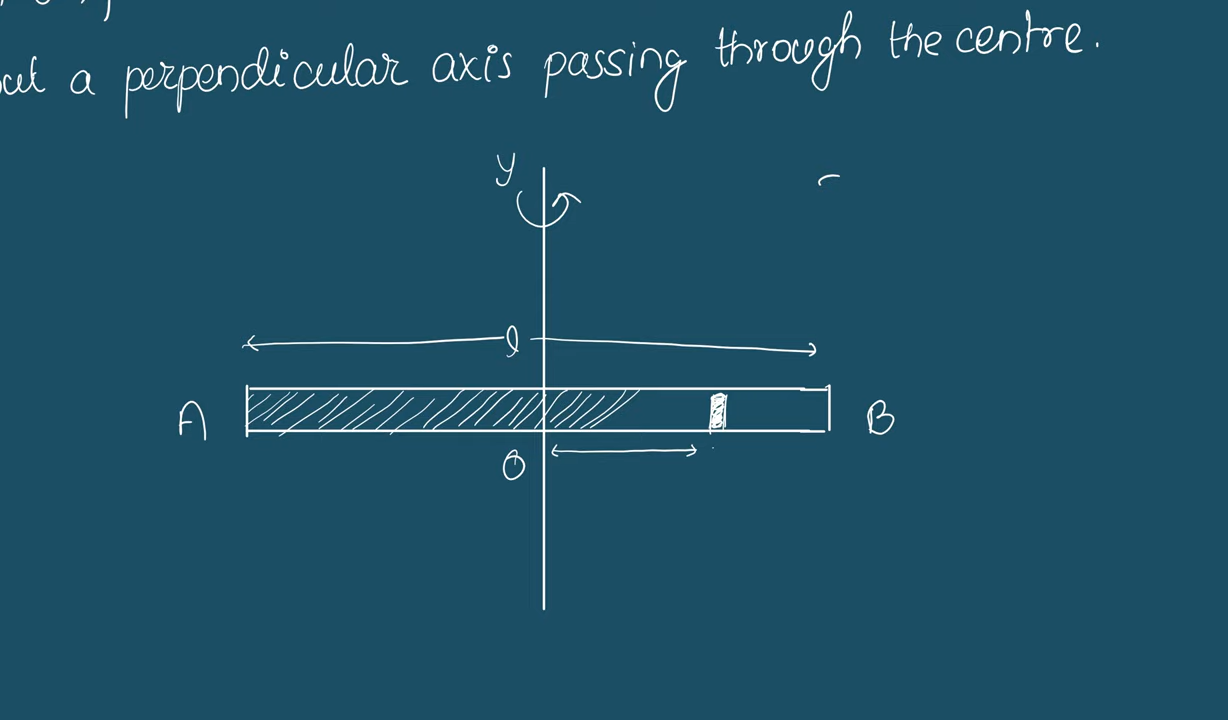 a perpendicular axis passing through the centre.
y
l
A
B
O